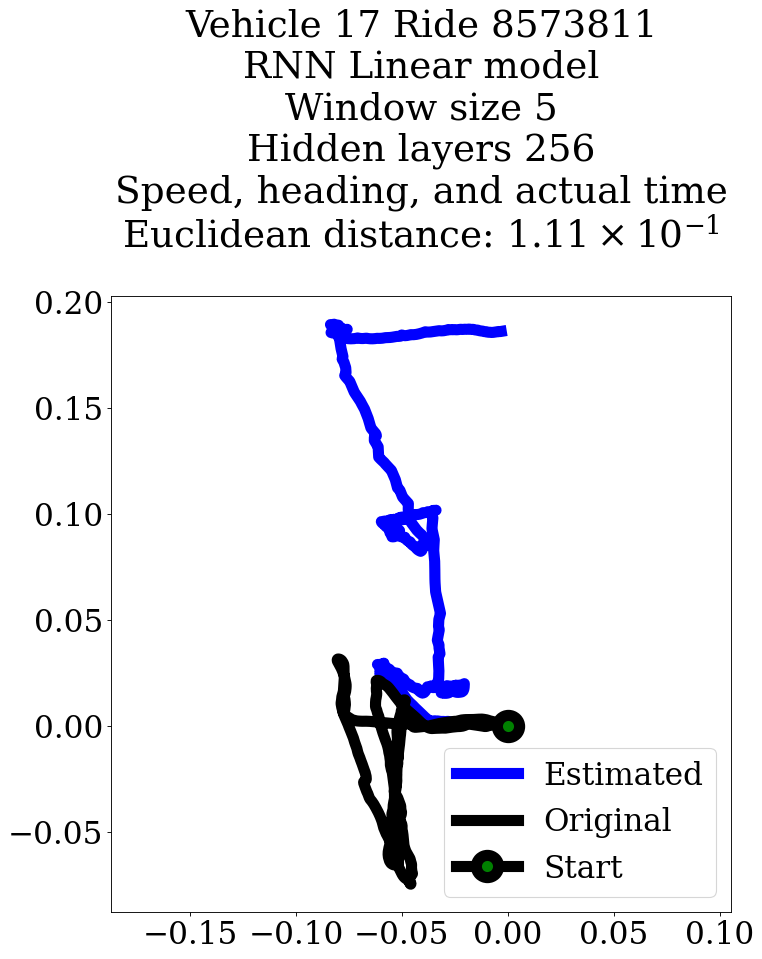 Vehicle 17 Ride 8573811
RNN Linear model
Window size 5
Hidden layers 256
Speed, heading, and actual time
Euclidean distance: 1.11 × 10⁻¹
0.20
0.15
0.10
0.05
0.00
−0.05
Estimated
Original
Start
−0.15 −0.10 −0.05 0.00 0.05 0.10